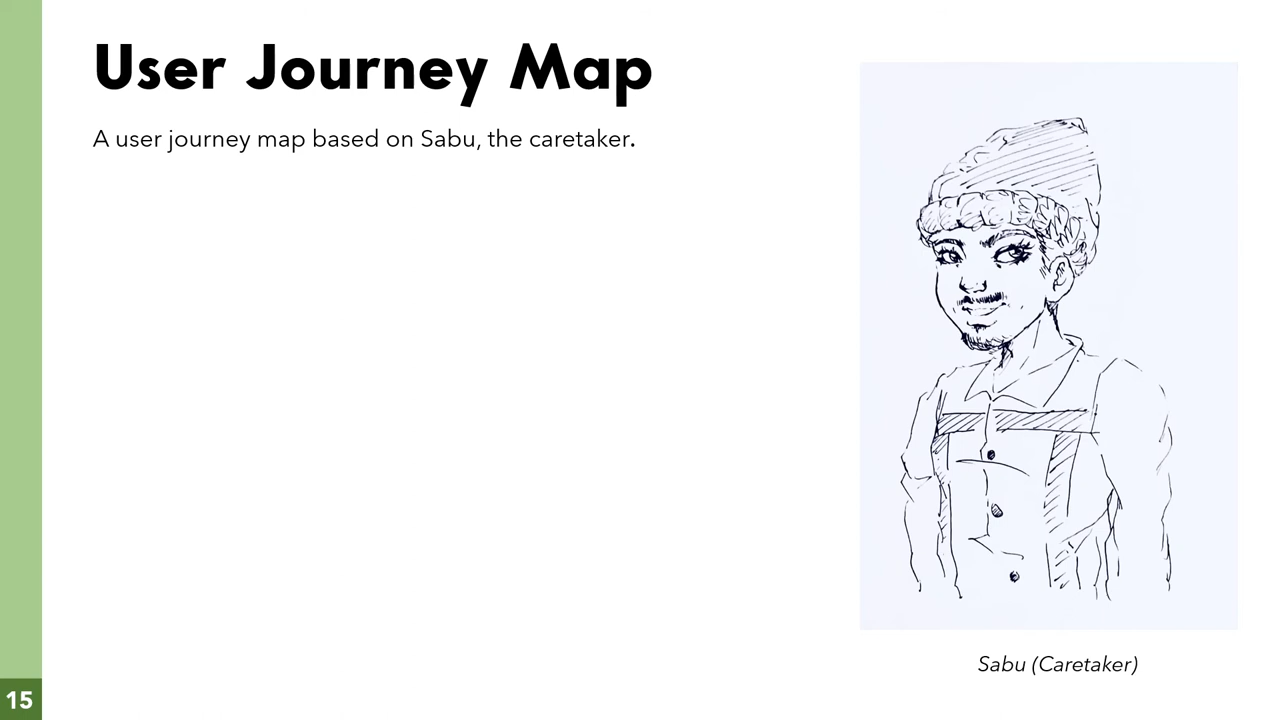 User Journey Map
A user journey map based on Sabu, the caretaker.
Sabu (Caretaker)
15